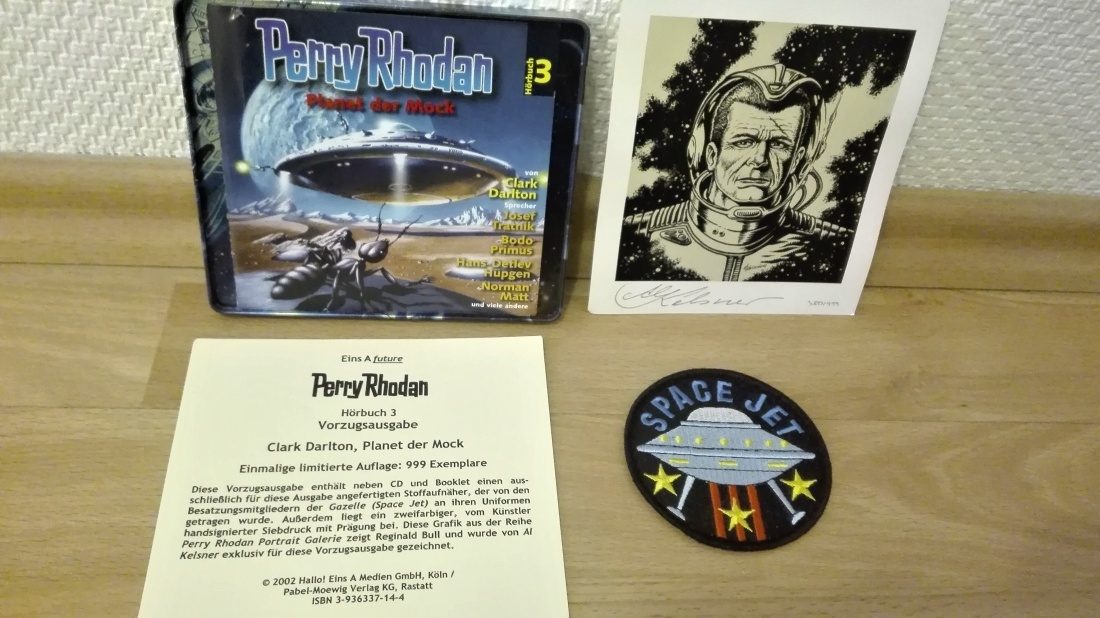 Perry Rhodan
Hörbuch 3
Planet der Mock
von
Clark
Darlton
Sprecher
Josef
Tratnik
Bodo
Primus
Hans-Detlev
Hüpgen
Norman
Matt
und viele andere
Al Kelsner
Eins A future
Perry Rhodan
Hörbuch 3
Vorzugsausgabe
Clark Darlton, Planet der Mock
Einmalige limitierte Auflage: 999 Exemplare
Diese Vorzugsausgabe enthält neben CD und Booklet einen aus-
schließlich für diese Ausgabe angefertigten Stoffaufnäher, der von den
Besatzungsmitgliedern der Gazelle (Space Jet) an ihren Uniformen
getragen wurde. Außerdem liegt ein zweifarbiger, vom Künstler
handsignierter Siebdruck mit Prägung bei. Diese Grafik aus der Reihe
Perry Rhodan Portrait Galerie zeigt Reginald Bull und wurde von Al
Kelsner exklusiv für diese Vorzugsausgabe gezeichnet.
© 2002 Hallo! Eins A Medien GmbH, Köln /
Pabel-Moewig Verlag KG, Rastatt
ISBN 3-936337-14-4
SPACE JET